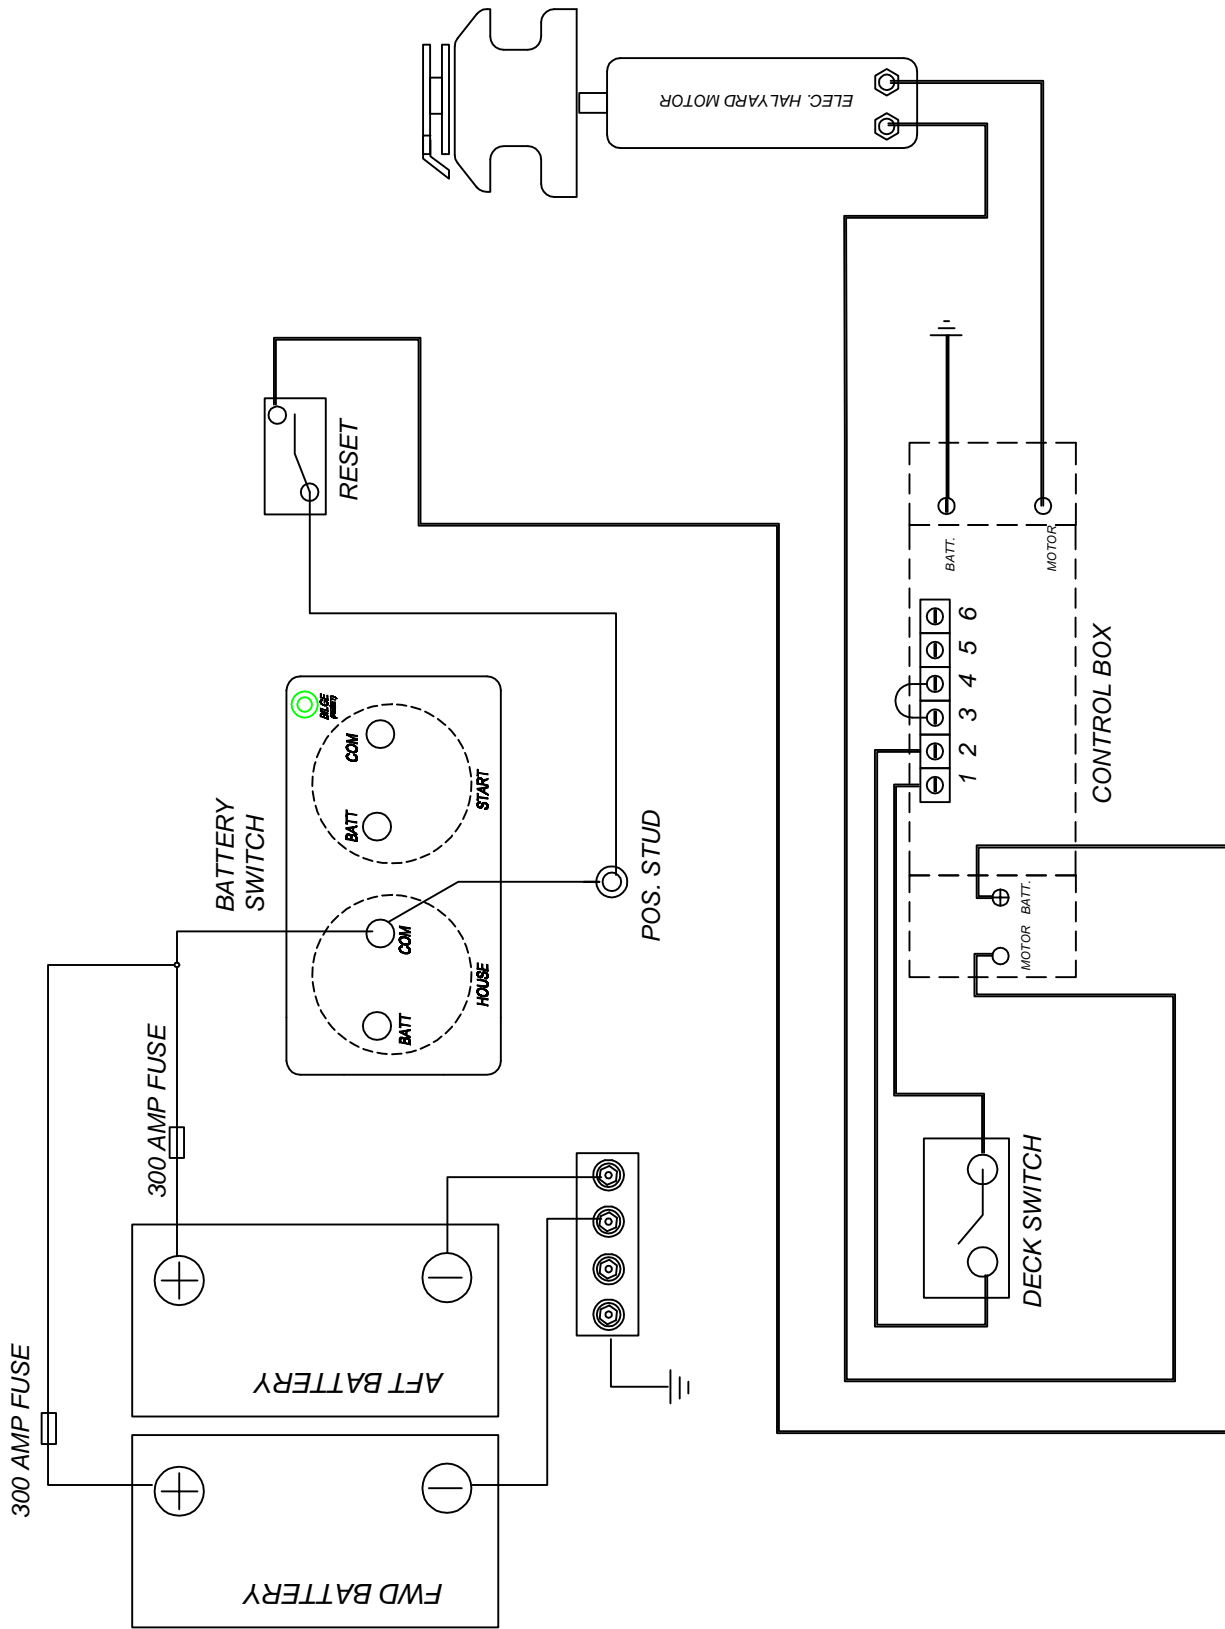 300 AMP FUSE
300 AMP FUSE
FWD BATTERY
AFT BATTERY
BATTERY
SWITCH
BATT
COM
HOUSE
BATT
COM
START
BILGE
POS. STUD
RESET
ELEC. HALYARD MOTOR
DECK SWITCH
MOTOR
BATT.
1 2 3 4 5 6
BATT.
MOTOR
CONTROL BOX